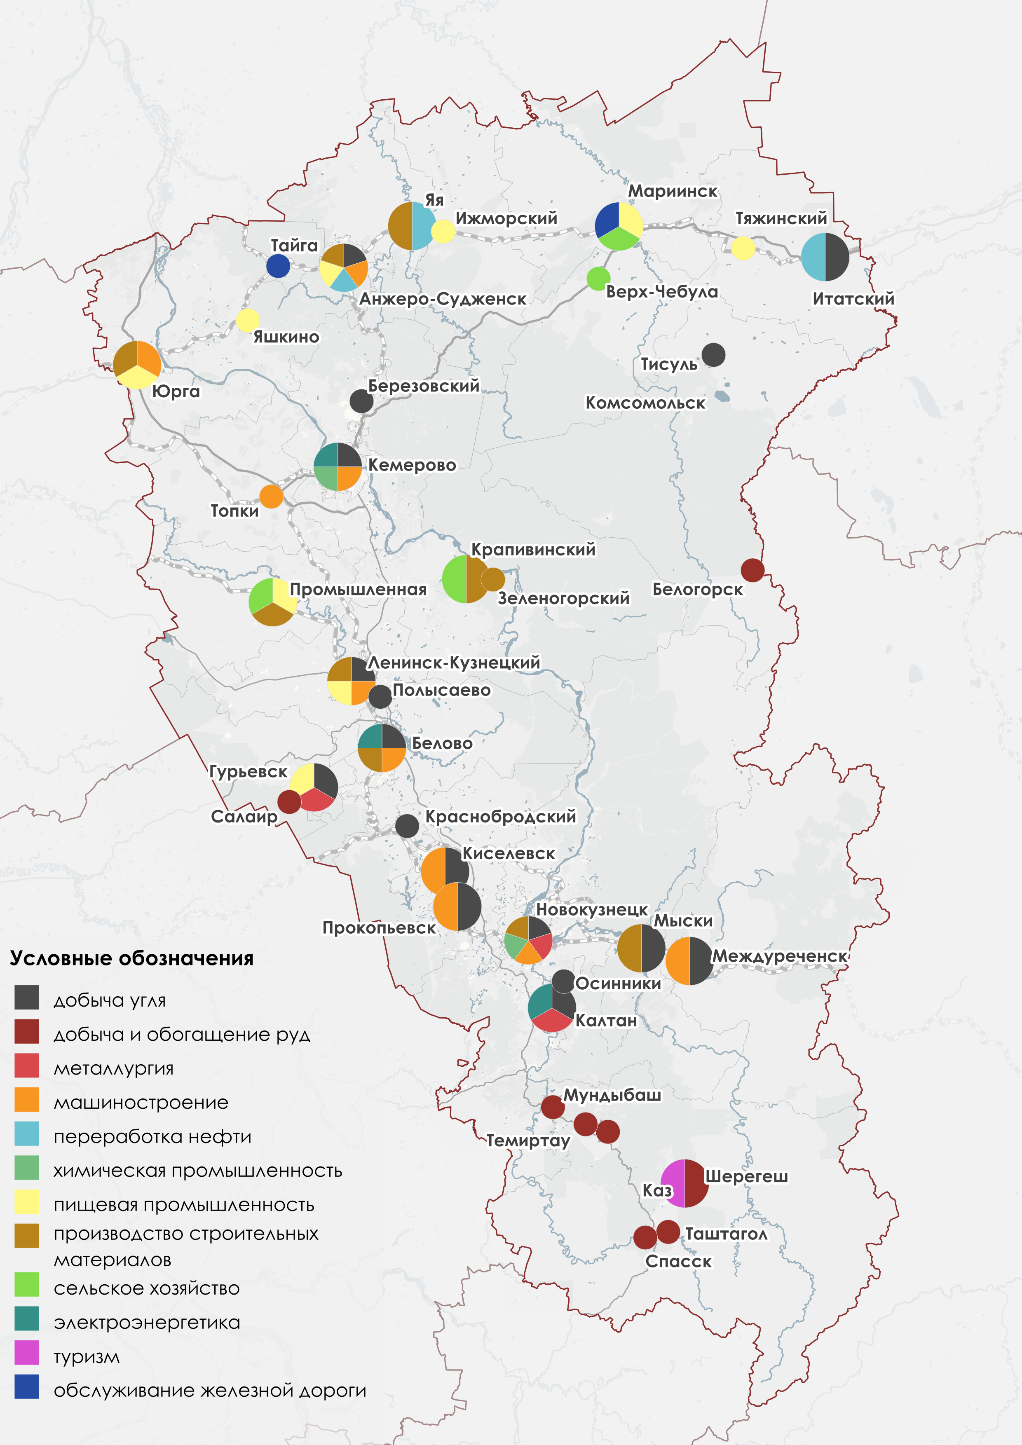 Яя
Мариинск
Ижморский
Тяжинский
Тайга
Анжеро-Судженск
Верх-Чебула
Итатский
Яшкино
Тисуль
Юрга
Березовский
Комсомольск
Кемерово
Топки
Крапивинский
Промышленная
Белогорск
Зеленогорский
Ленинск-Кузнецкий
Полысаево
Белово
Гурьевск
Салаир
Краснобродский
Киселевск
Новокузнецк
Мыски
Прокопьевск
Междуреченск
Осинники
Калтан
Мундыбаш
Темиртау
Шерегеш
Каз
Таштагол
Спасск
Условные обозначения
добыча угля
добыча и обогащение руд
металлургия
машиностроение
переработка нефти
химическая промышленность
пищевая промышленность
производство строительных
материалов
сельское хозяйство
электроэнергетика
туризм
обслуживание железной дороги